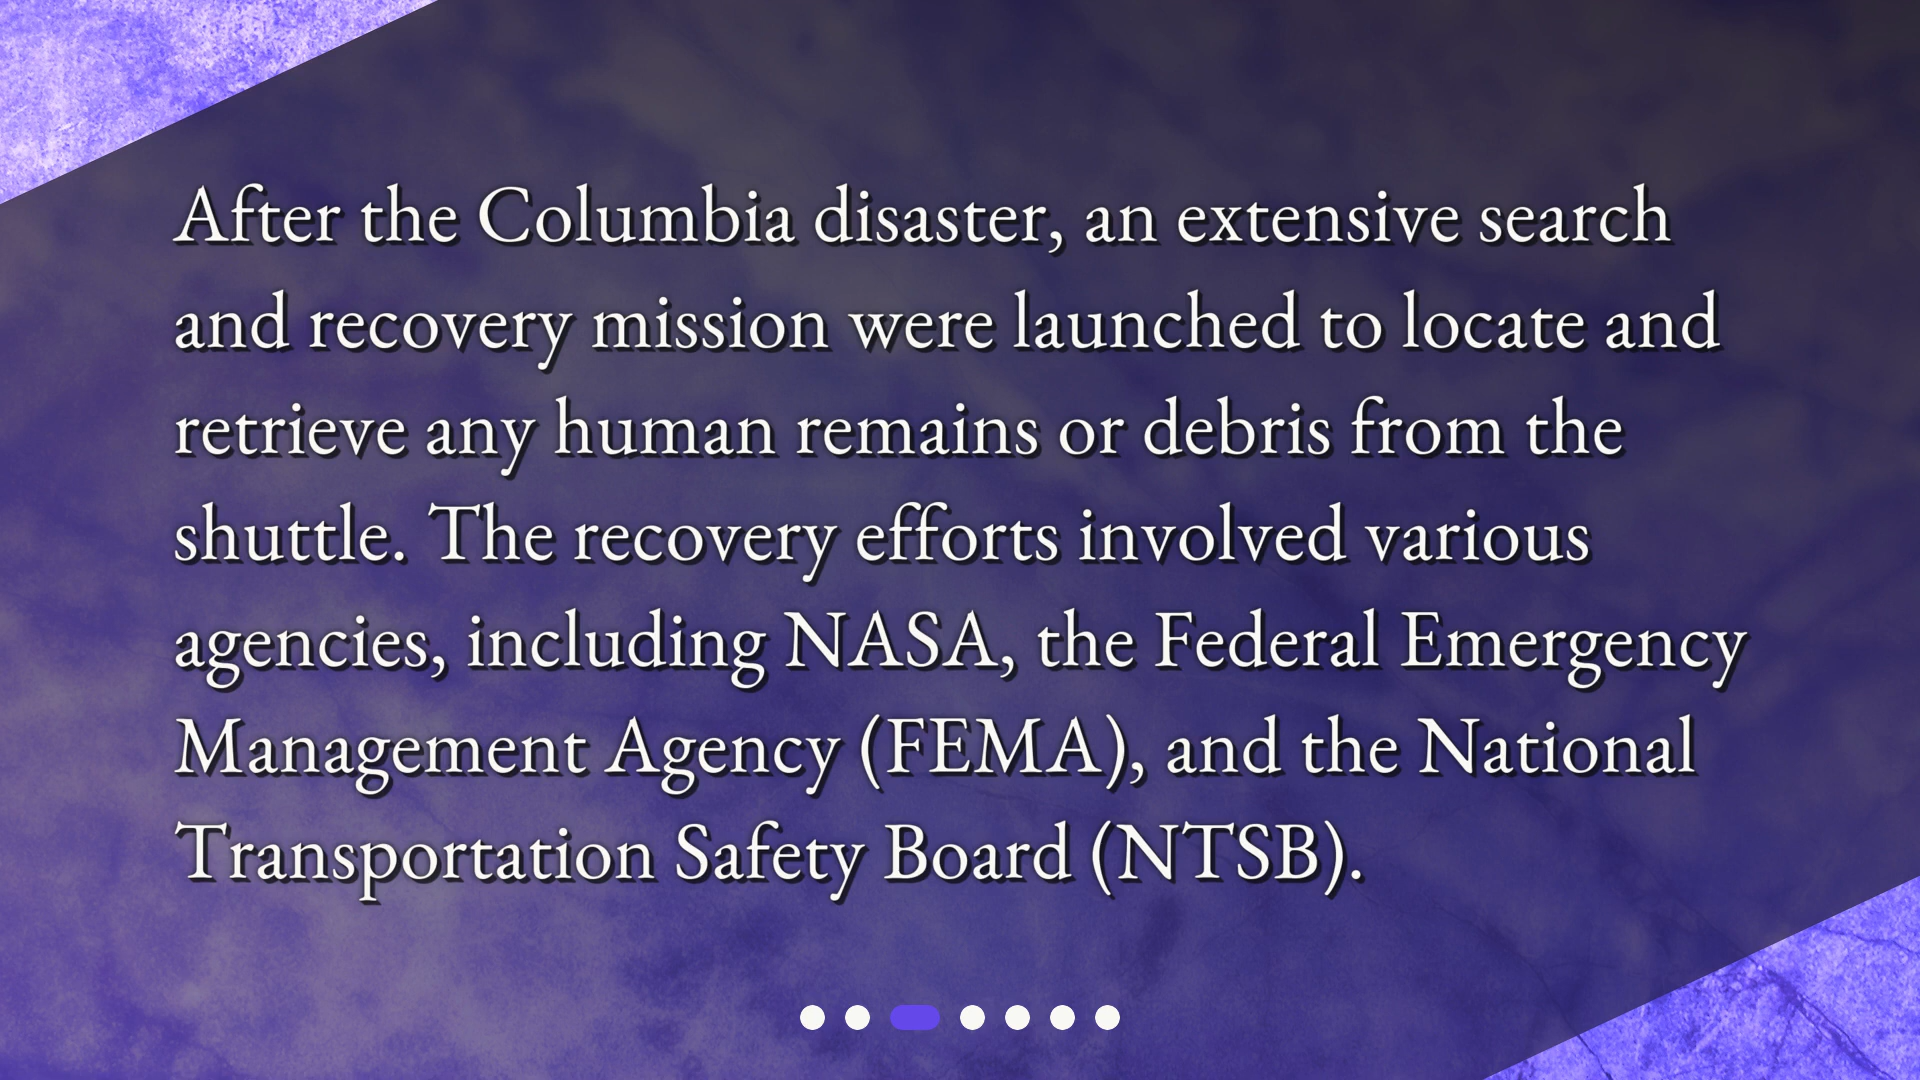 After the Columbia disaster, an extensive search
and recovery mission were launched to locate and
retrieve any human remains or debris from the
shuttle. The recovery efforts involved various
agencies, including NASA, the Federal Emergency
Management Agency (FEMA), and the National
Transportation Safety Board (NTSB).